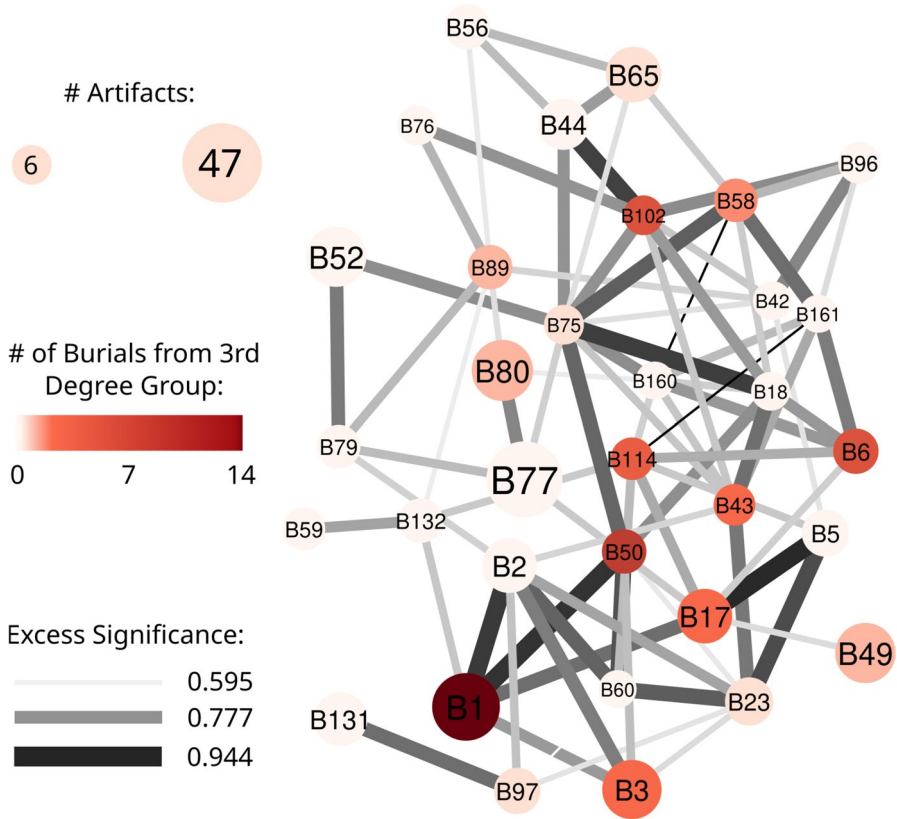 # Artifacts:
6
47
# of Burials from 3rd
Degree Group:
0
7
14
Excess Significance:
0.595
0.777
0.944
B56
B65
B76
B44
B96
B58
B102
B52
B89
B42
B161
B75
B80
B160
B18
B79
B6
B114
B77
B43
B59
B132
B5
B50
B2
B17
B49
B60
B1
B23
B131
B97
B3